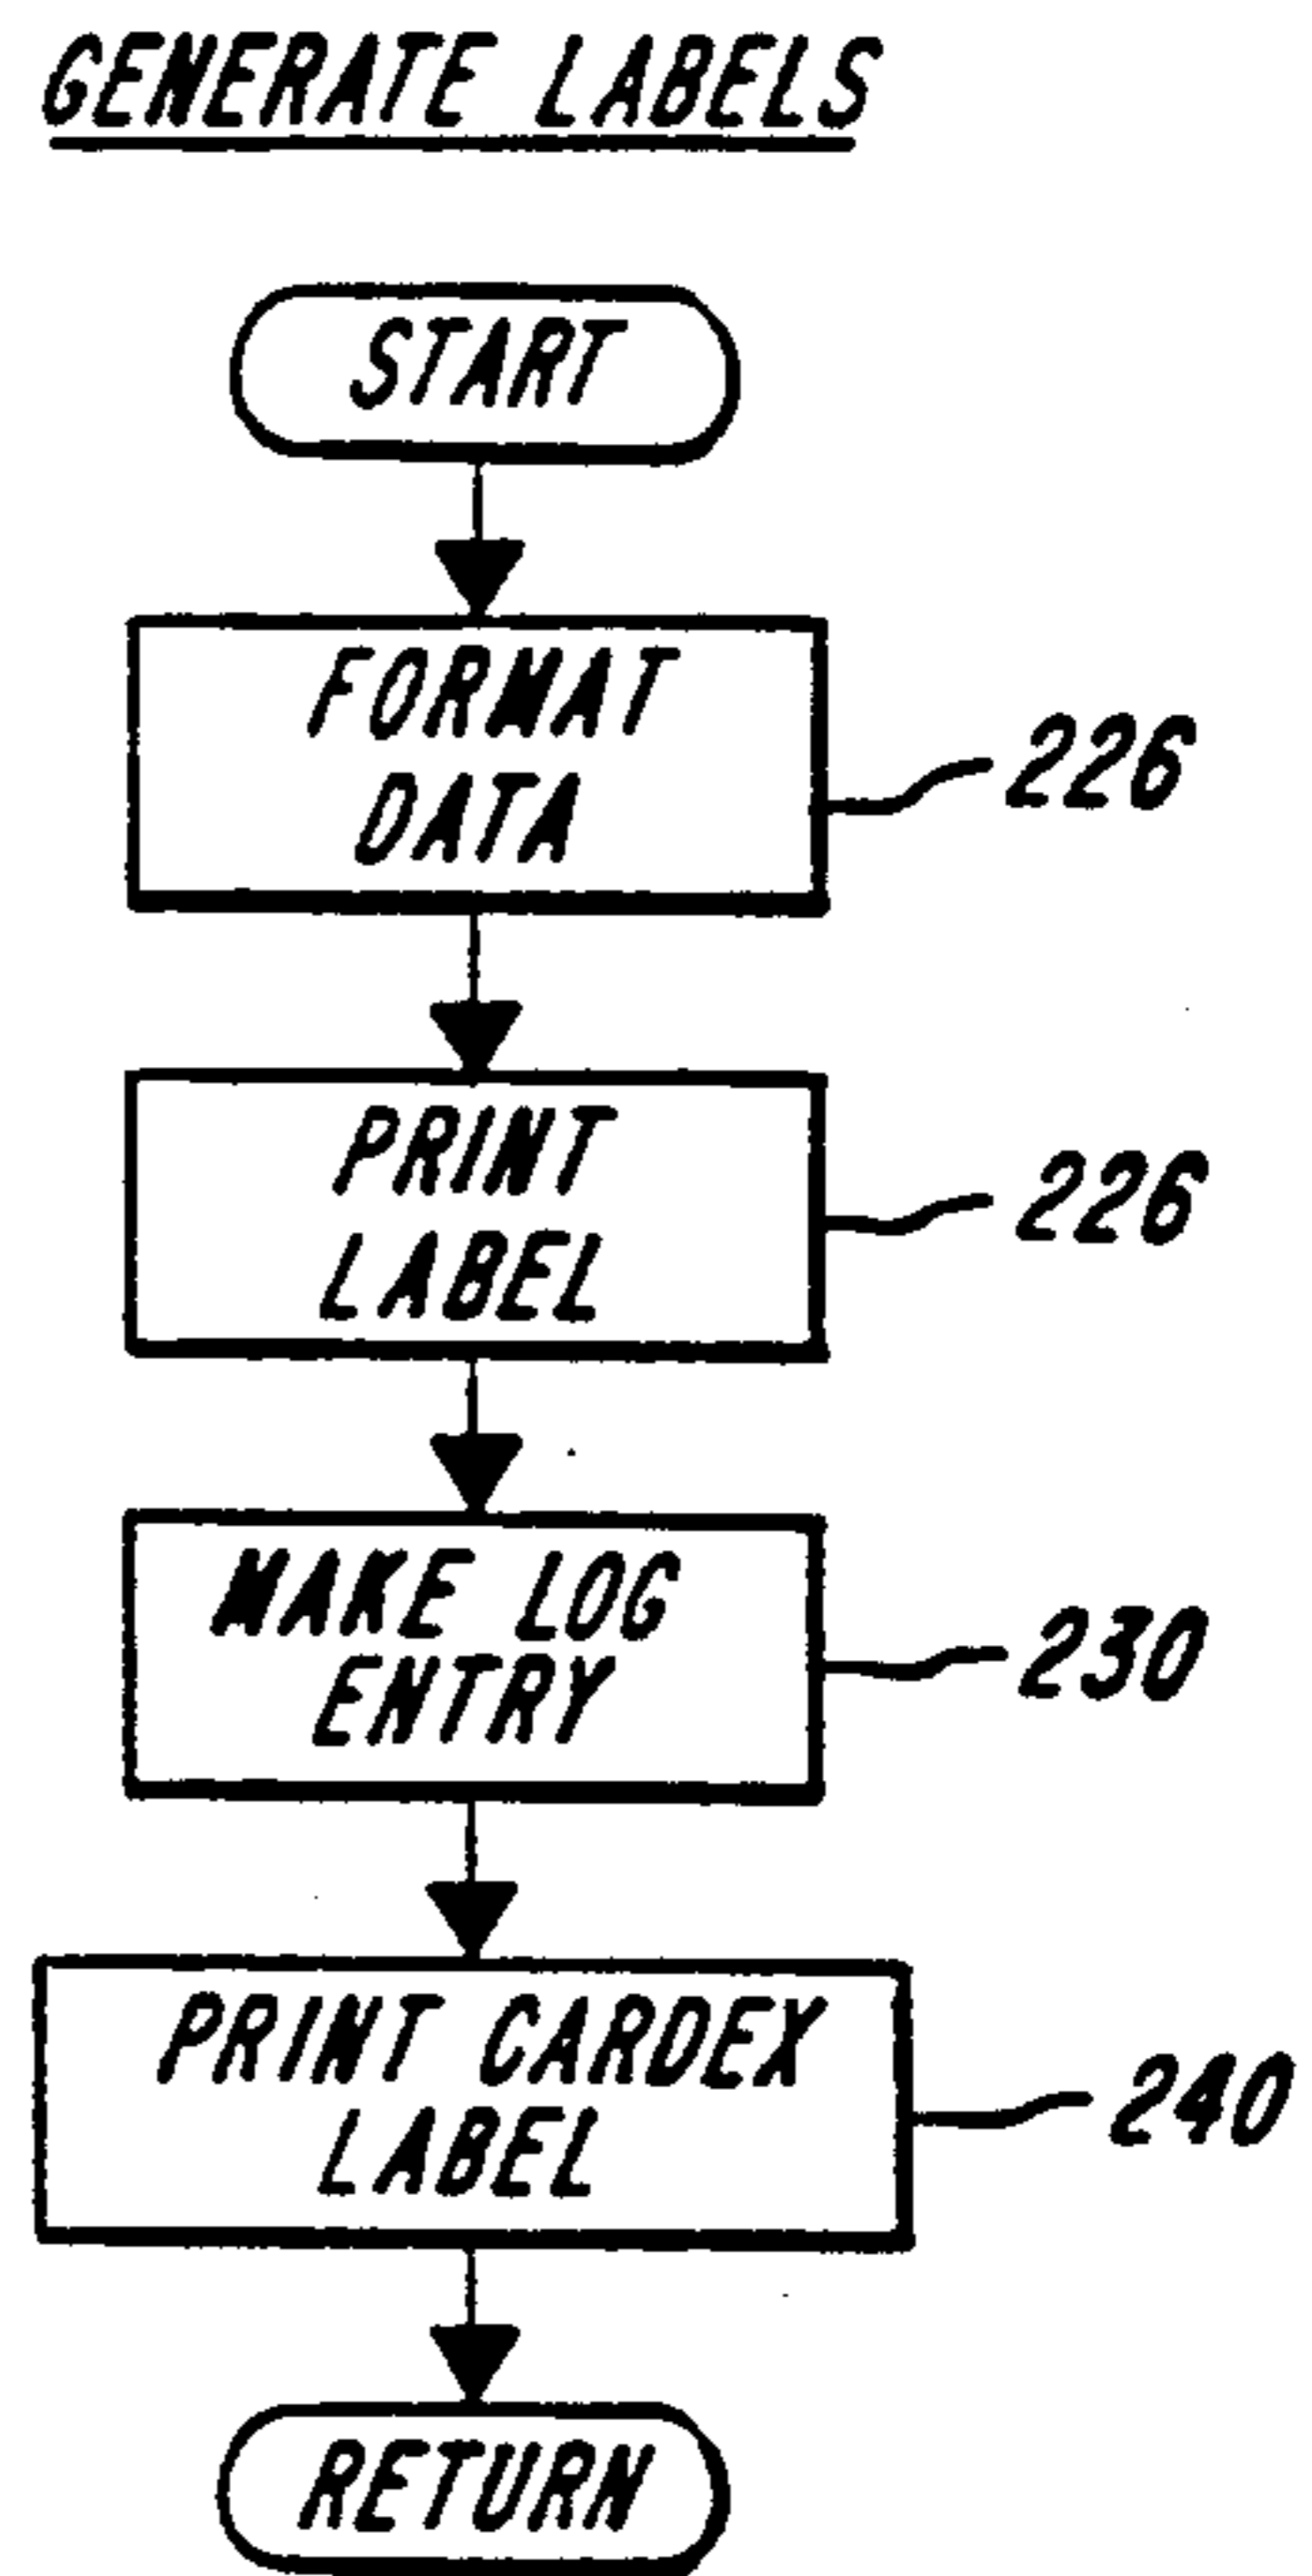 GENERATE LABELS
START
FORMAT
DATA
226
PRINT
LABEL
226
MAKE LOG
ENTRY
230
PRINT CARDEX
LABEL
240
RETURN